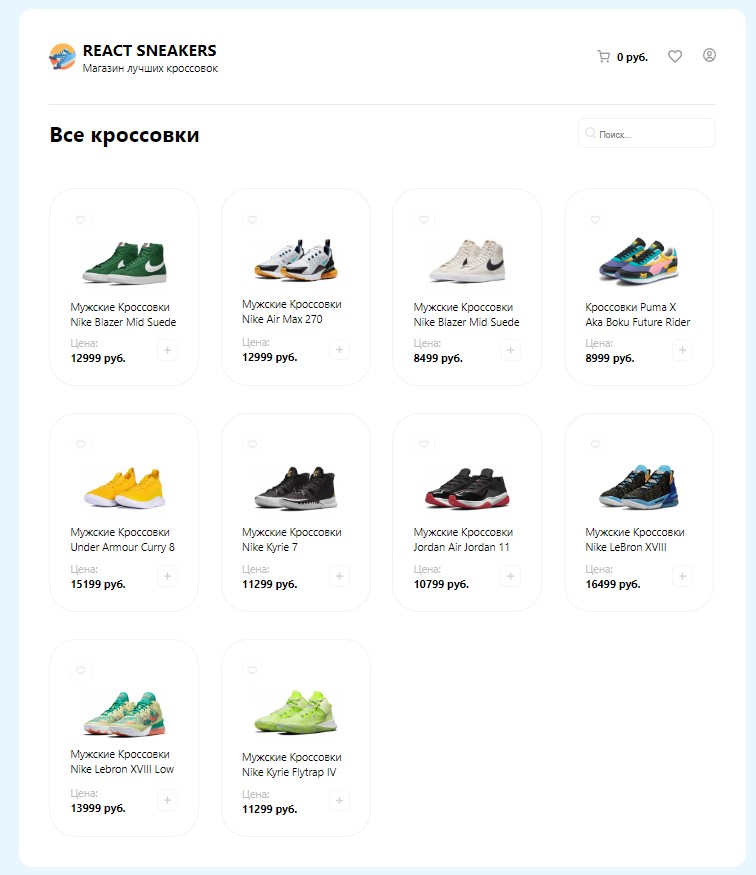 REACT SNEAKERS
Магазин лучших кроссовок
0 руб.
Все кроссовки
Поиск...
Мужские Кроссовки
Nike Blazer Mid Suede
Цена:
12999 руб.
Мужские Кроссовки
Nike Air Max 270
Цена:
12999 руб.
Мужские Кроссовки
Nike Blazer Mid Suede
Цена:
8499 руб.
Кроссовки Puma X
Aka Boku Future Rider
Цена:
8999 руб.
Мужские Кроссовки
Under Armour Curry 8
Цена:
15199 руб.
Мужские Кроссовки
Nike Kyrie 7
Цена:
11299 руб.
Мужские Кроссовки
Jordan Air Jordan 11
Цена:
10799 руб.
Мужские Кроссовки
Nike LeBron XVIII
Цена:
16499 руб.
Мужские Кроссовки
Nike Lebron XVIII Low
Цена:
13999 руб.
Мужские Кроссовки
Nike Kyrie Flytrap IV
Цена:
11299 руб.